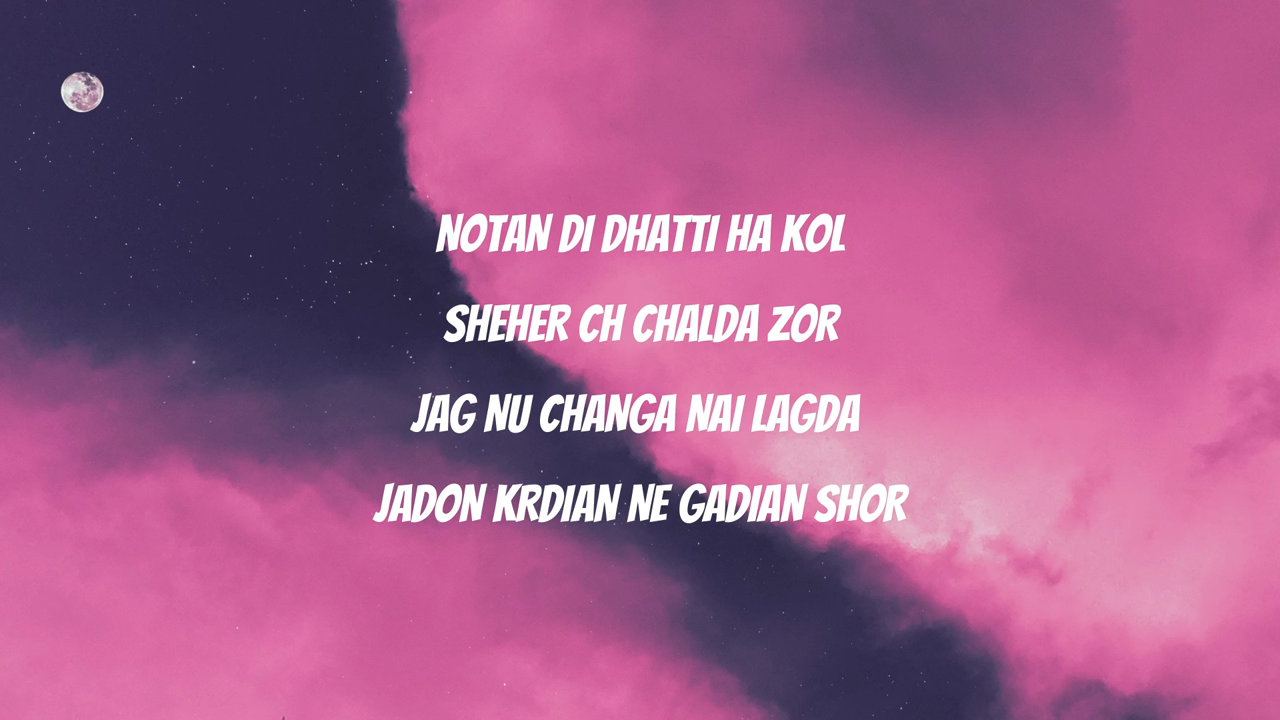 NOTAN DI DHATTI HA KOL
SHEHER CH CHALDA ZOR
JAG NU CHANGA NAI LAGDA
JADON KRDIAN NE GADIAN SHOR